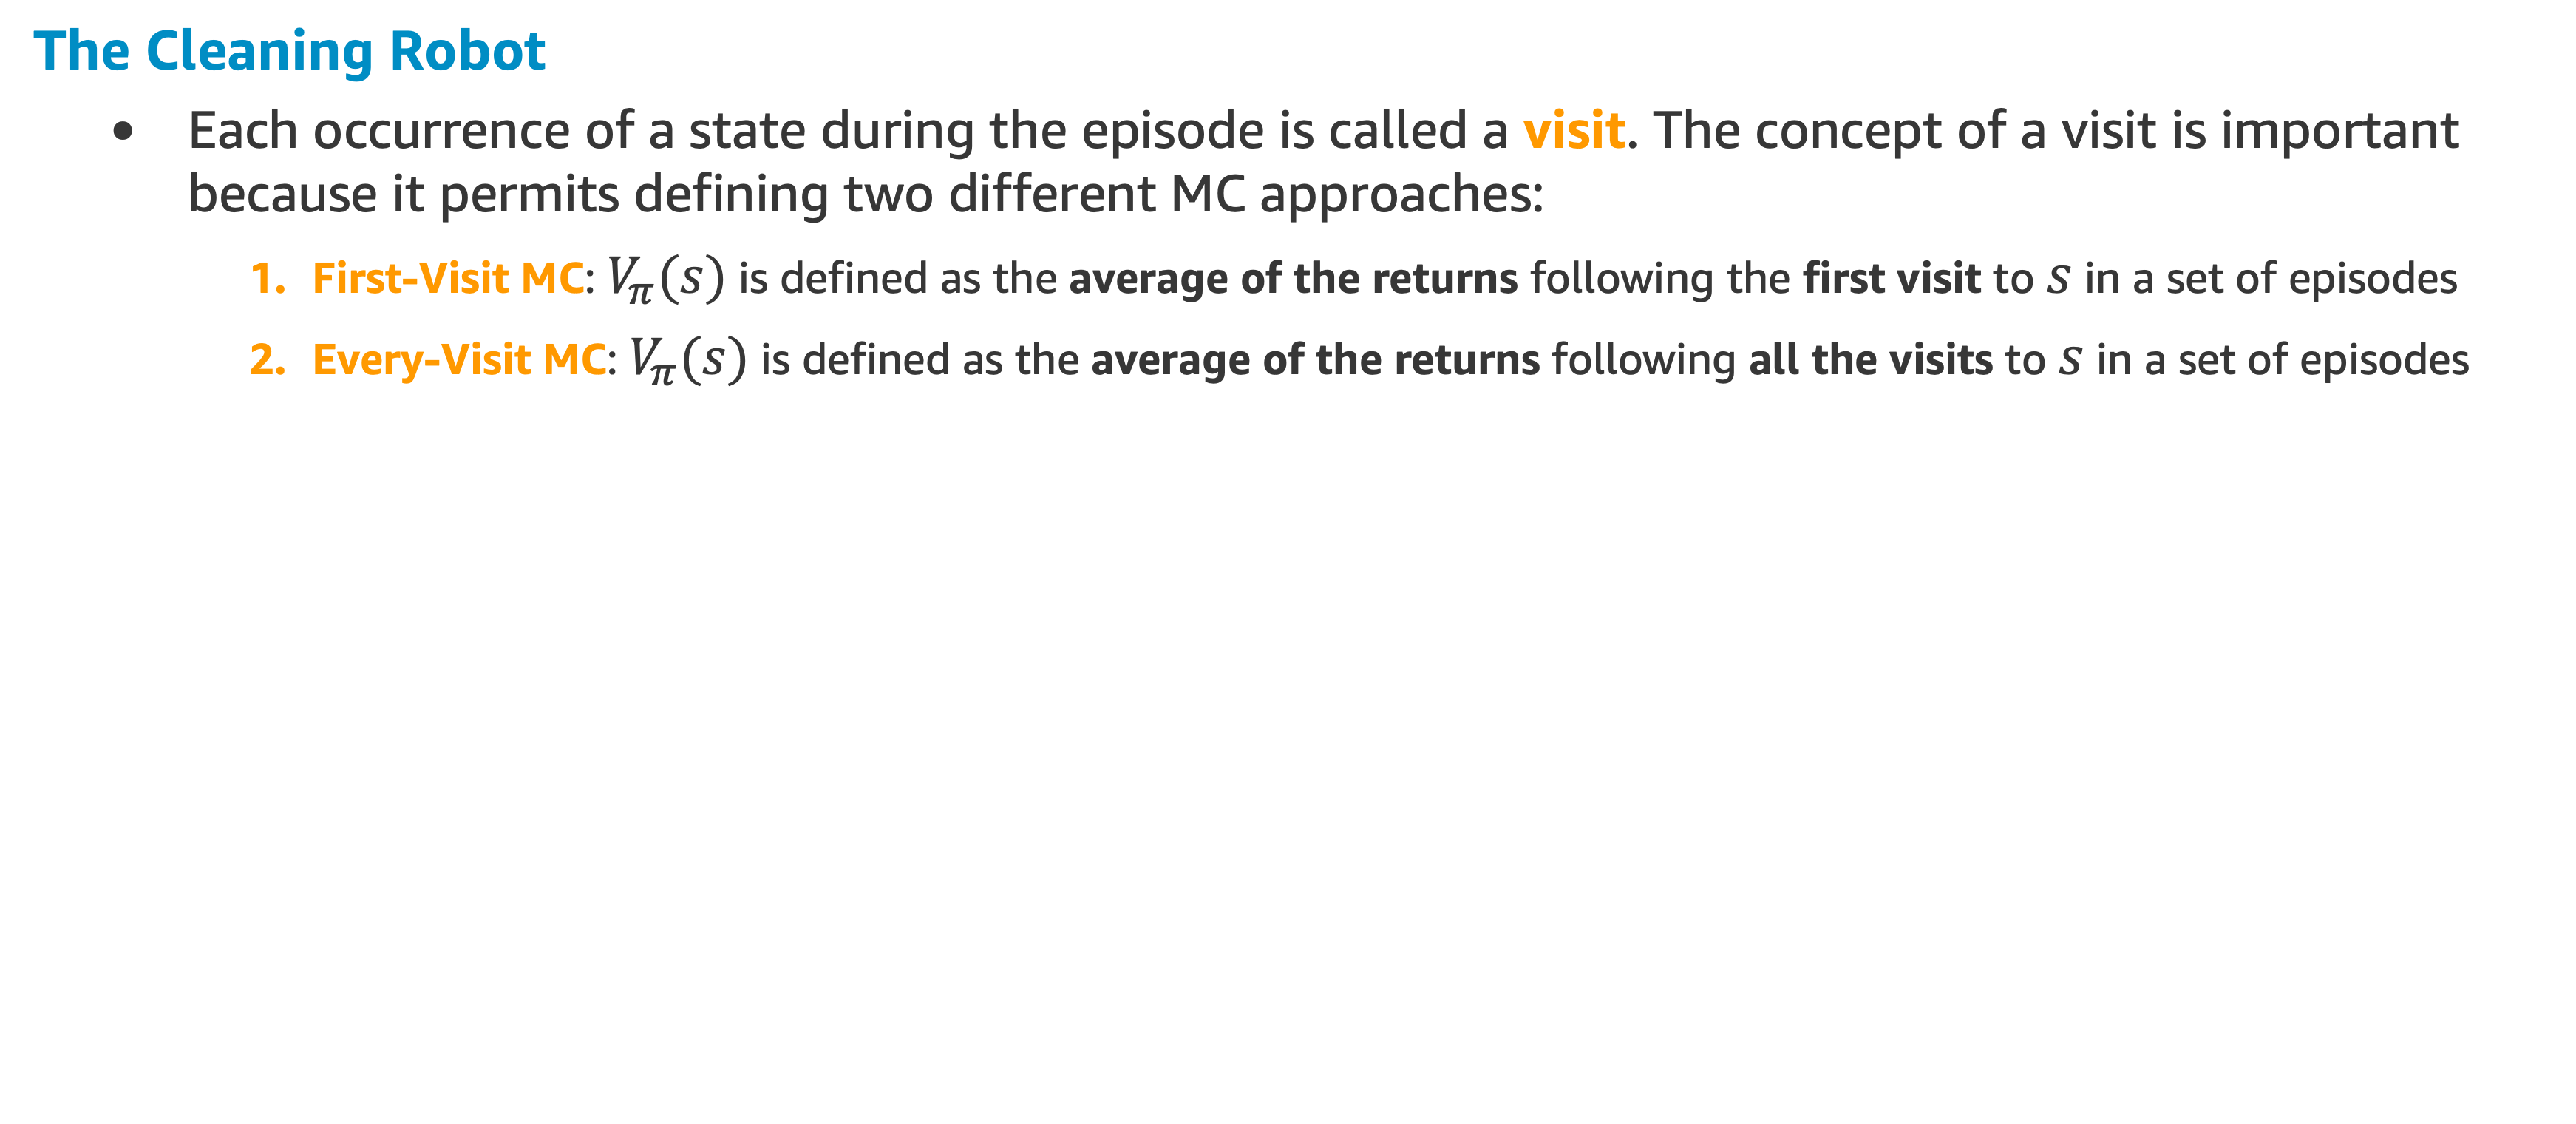 The Cleaning Robot
• Each occurrence of a state during the episode is called a visit. The concept of a visit is important
because it permits defining two different MC approaches:
1. First-Visit MC: Vπ(s) is defined as the average of the returns following the first visit to s in a set of episodes
2. Every-Visit MC: Vπ(s) is defined as the average of the returns following all the visits to s in a set of episodes